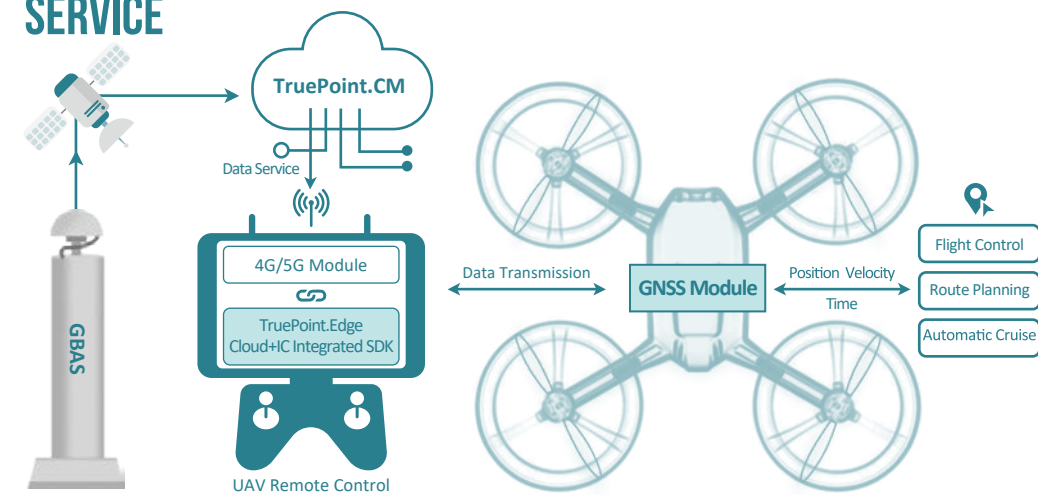 SERVICE
TruePoint.CM
Data Service
GBAS
4G/5G Module
TruePoint.Edge
Cloud+IC Integrated SDK
UAV Remote Control
Data Transmission
GNSS Module
Position Velocity
Time
Flight Control
Route Planning
Automatic Cruise